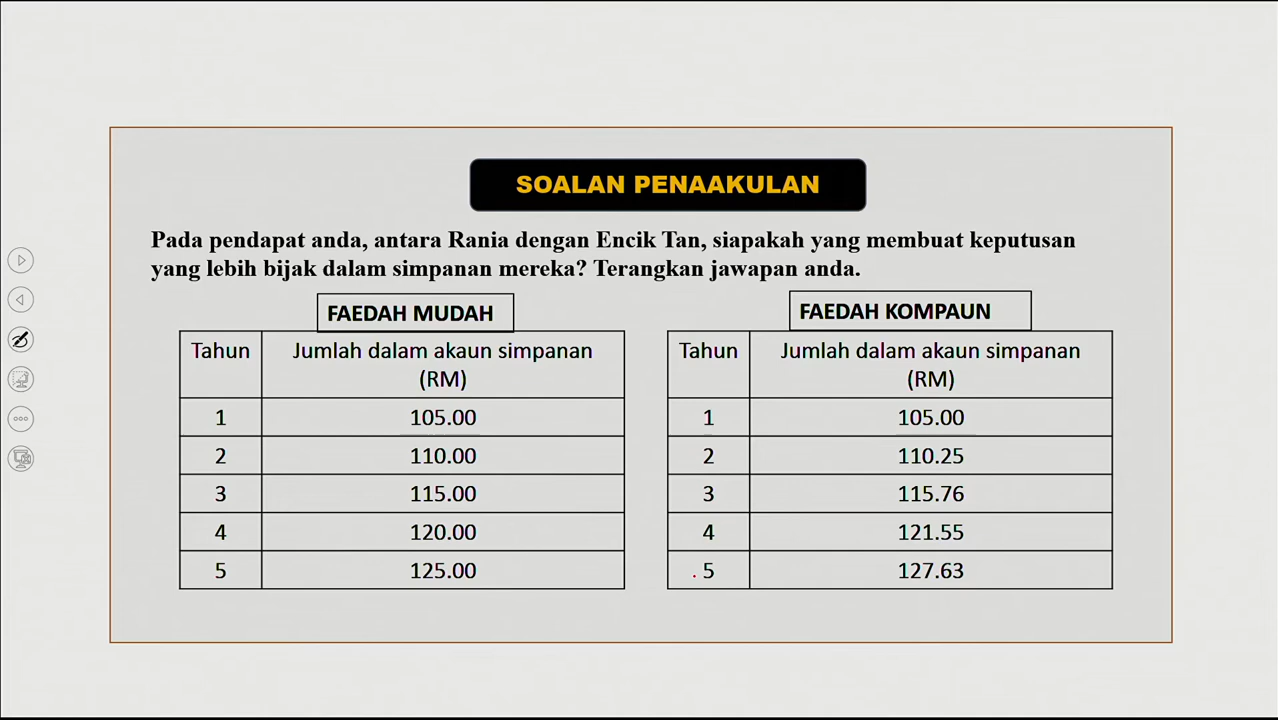 SOALAN PENAAKULAN
Pada pendapat anda, antara Rania dengan Encik Tan, siapakah yang membuat keputusan
yang lebih bijak dalam simpanan mereka? Terangkan jawapan anda.
FAEDAH MUDAH
Tahun Jumlah dalam akaun simpanan
(RM)
1 105.00
2 110.00
3 115.00
4 120.00
5 125.00
FAEDAH KOMPAUN
Tahun Jumlah dalam akaun simpanan
(RM)
1 105.00
2 110.25
3 115.76
4 121.55
5 127.63